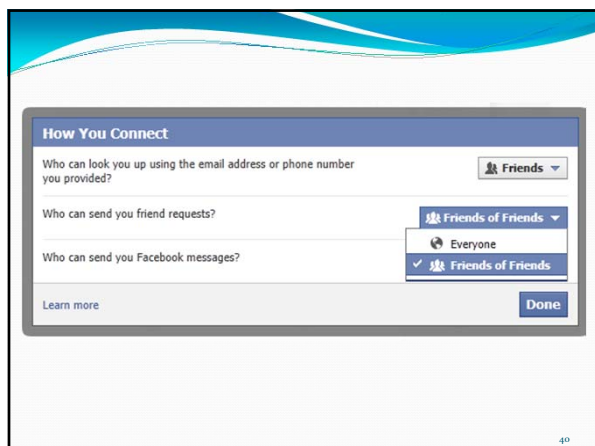 How You Connect
Who can look you up using the email address or phone number
you provided?
Friends
Who can send you friend requests?
Friends of Friends
Everyone
Friends of Friends
Who can send you Facebook messages?
Learn more
Done
40